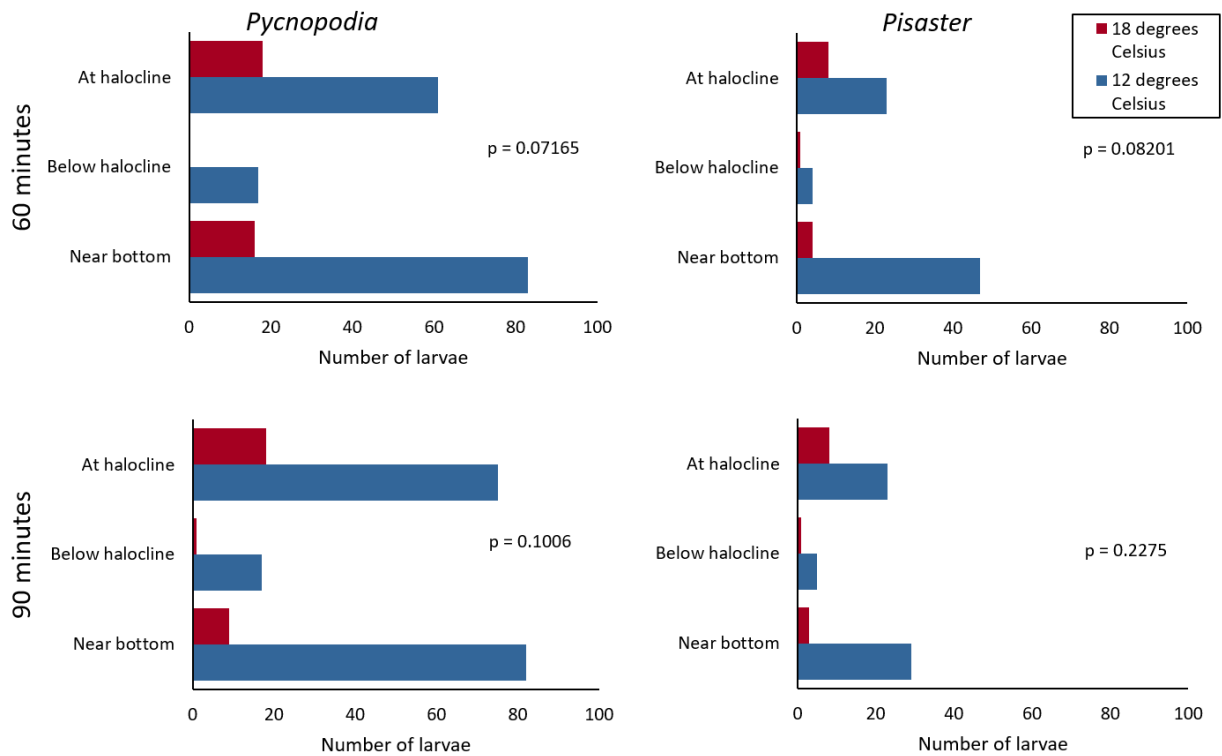 Pycnopodia
Pisaster
18 degrees
Celsius
12 degrees
Celsius
60 minutes
At halocline
Below halocline
Near bottom
p = 0.07165
0 20 40 60 80 100
Number of larvae
At halocline
Below halocline
Near bottom
p = 0.08201
0 20 40 60 80 100
Number of larvae
90 minutes
At halocline
Below halocline
Near bottom
p = 0.1006
0 20 40 60 80 100
Number of larvae
At halocline
Below halocline
Near bottom
p = 0.2275
0 20 40 60 80 100
Number of larvae